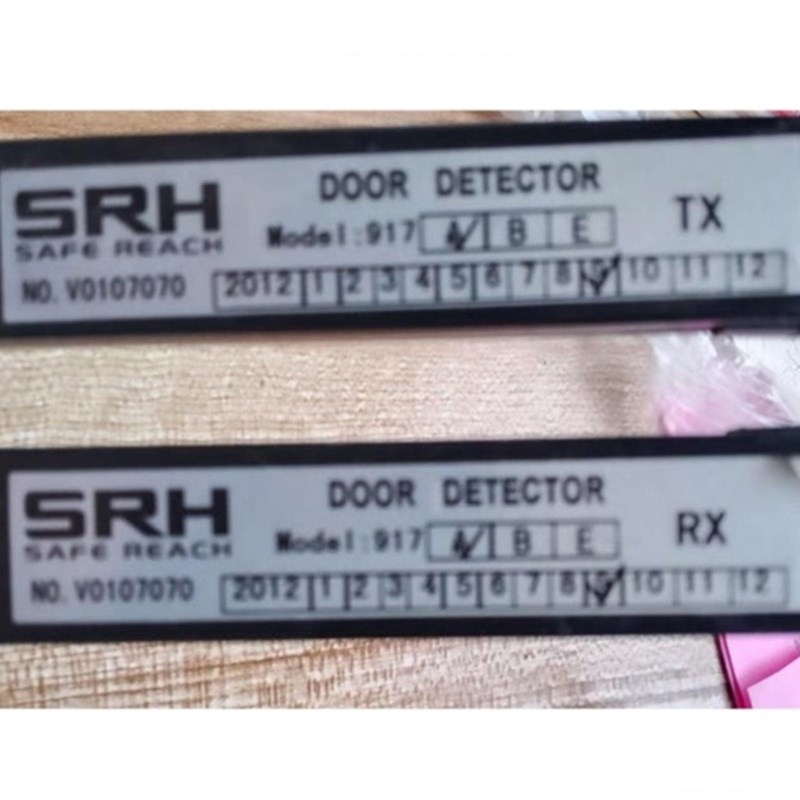 SRH
SAFE REACH
DOOR DETECTOR
Model:917 A B E
TX
NO. V0107070 2012 1 2 3 4 5 6 7 8 9 10 11 12
SRH
SAFE REACH
DOOR DETECTOR
Model:917 A B E
RX
NO. V0107070 2012 1 2 3 4 5 6 7 8 9 10 11 12